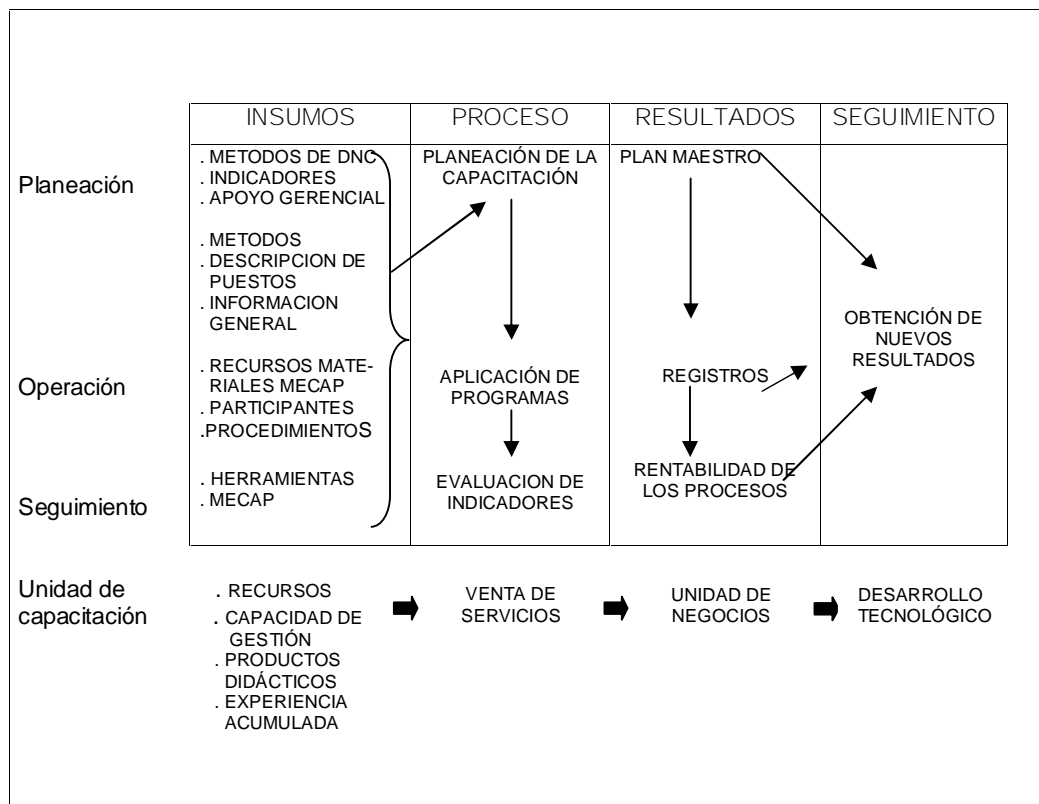 INSUMOS PROCESO RESULTADOS SEGUIMIENTO
Planeación
. METODOS DE DNC
. INDICADORES
. APOYO GERENCIAL
. METODOS
. DESCRIPCION DE
PUESTOS
. INFORMACION
GENERAL
PLANEACIÓN DE LA
CAPACITACIÓN
PLAN MAESTRO
OBTENCIÓN DE
NUEVOS
RESULTADOS
Operación
. RECURSOS MATE-
RIALES MECAP
. PARTICIPANTES
.PROCEDIMIENTOS
APLICACIÓN DE
PROGRAMAS
REGISTROS
Seguimiento
. HERRAMIENTAS
. MECAP
EVALUACION DE
INDICADORES
RENTABILIDAD DE
LOS PROCESOS
Unidad de
capacitación
. RECURSOS
. CAPACIDAD DE
GESTIÓN
. PRODUCTOS
DIDÁCTICOS
. EXPERIENCIA
ACUMULADA
VENTA DE
SERVICIOS
UNIDAD DE
NEGOCIOS
DESARROLLO
TECNOLÓGICO